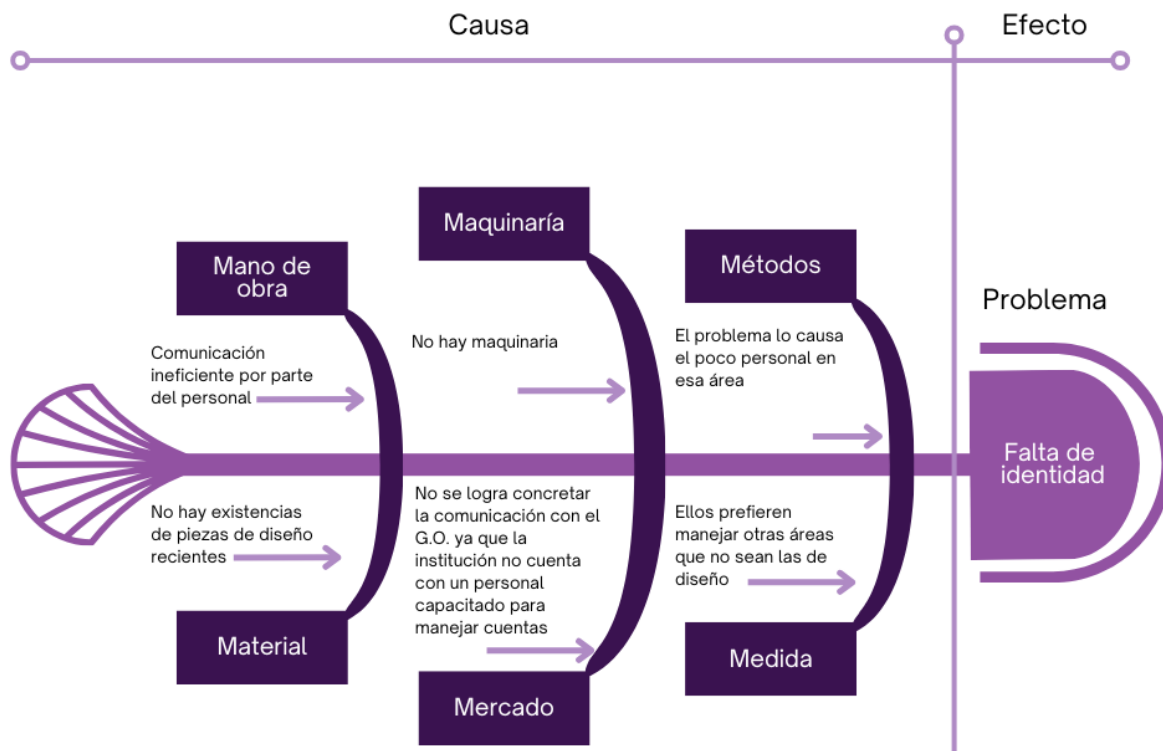 Causa
Efecto
Mano de
obra
Maquinaría
Métodos
Problema
Comunicación
ineficiente por parte
del personal
No hay maquinaria
El problema lo causa
el poco personal en
esa área
Falta de
identidad
No hay existencias
de piezas de diseño
recientes
No se logra concretar
la comunicación con el
G.O. ya que la
institución no cuenta
con un personal
capacitado para
manejar cuentas
Ellos prefieren
manejar otras áreas
que no sean las de
diseño
Material
Mercado
Medida